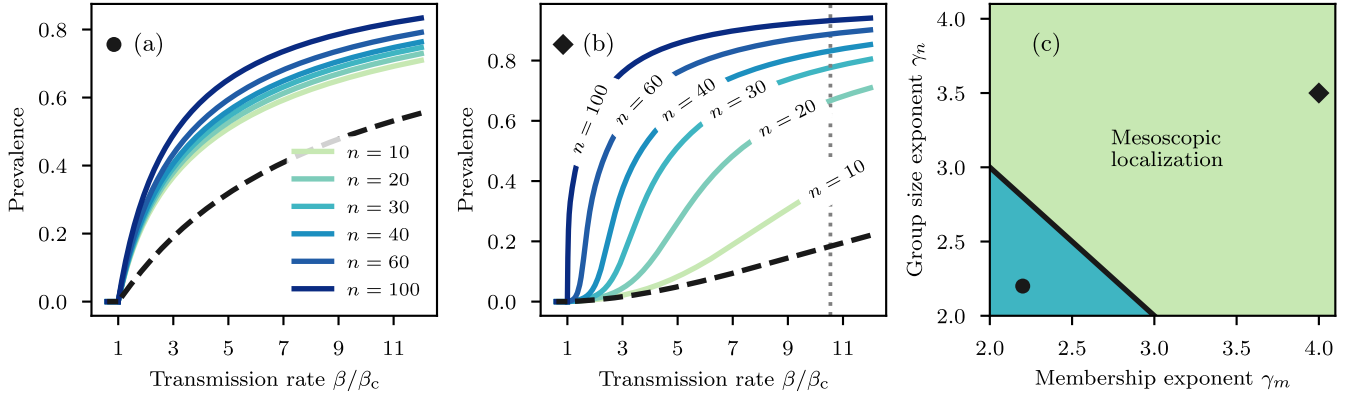 (a)
0.8
0.6
0.4
0.2
0.0
Prevalence
n = 10
n = 20
n = 30
n = 40
n = 60
n = 100
1 3 5 7 9 11
Transmission rate β/βc
(b)
0.8
0.6
0.4
0.2
0.0
Prevalence
n = 100
n = 60
n = 40
n = 30
n = 20
n = 10
1 3 5 7 9 11
Transmission rate β/βc
(c)
4.0
3.5
3.0
2.5
2.0
Group size exponent γn
Mesoscopic
localization
2.0 2.5 3.0 3.5 4.0
Membership exponent γm